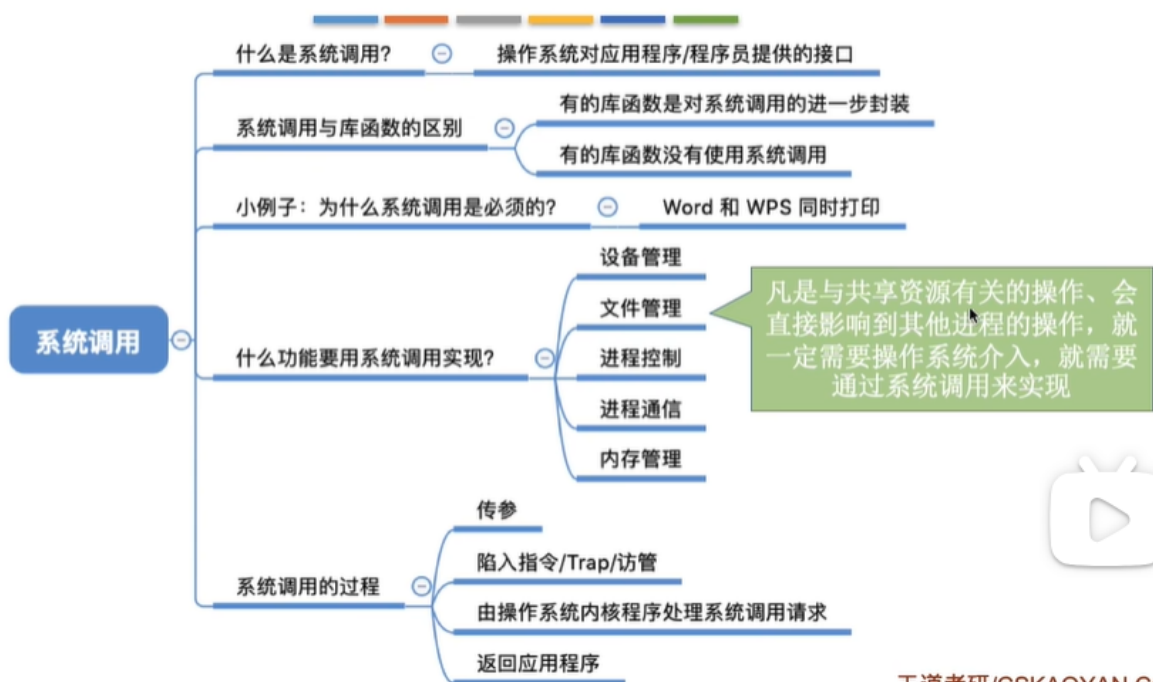 什么是系统调用?
操作系统对应用程序/程序员提供的接口
有的库函数是对系统调用的进一步封装
系统调用与库函数的区别
有的库函数没有使用系统调用
小例子：为什么系统调用是必须的?
Word 和 WPS 同时打印
设备管理
文件管理
凡是与共享资源有关的操作、会
直接影响到其他进程的操作，就
一定需要操作系统介入，就需要
通过系统调用来实现
系统调用
什么功能要用系统调用实现?
进程控制
进程通信
内存管理
传参
陷入指令/Trap/访管
系统调用的过程
由操作系统内核程序处理系统调用请求
返回应用程序